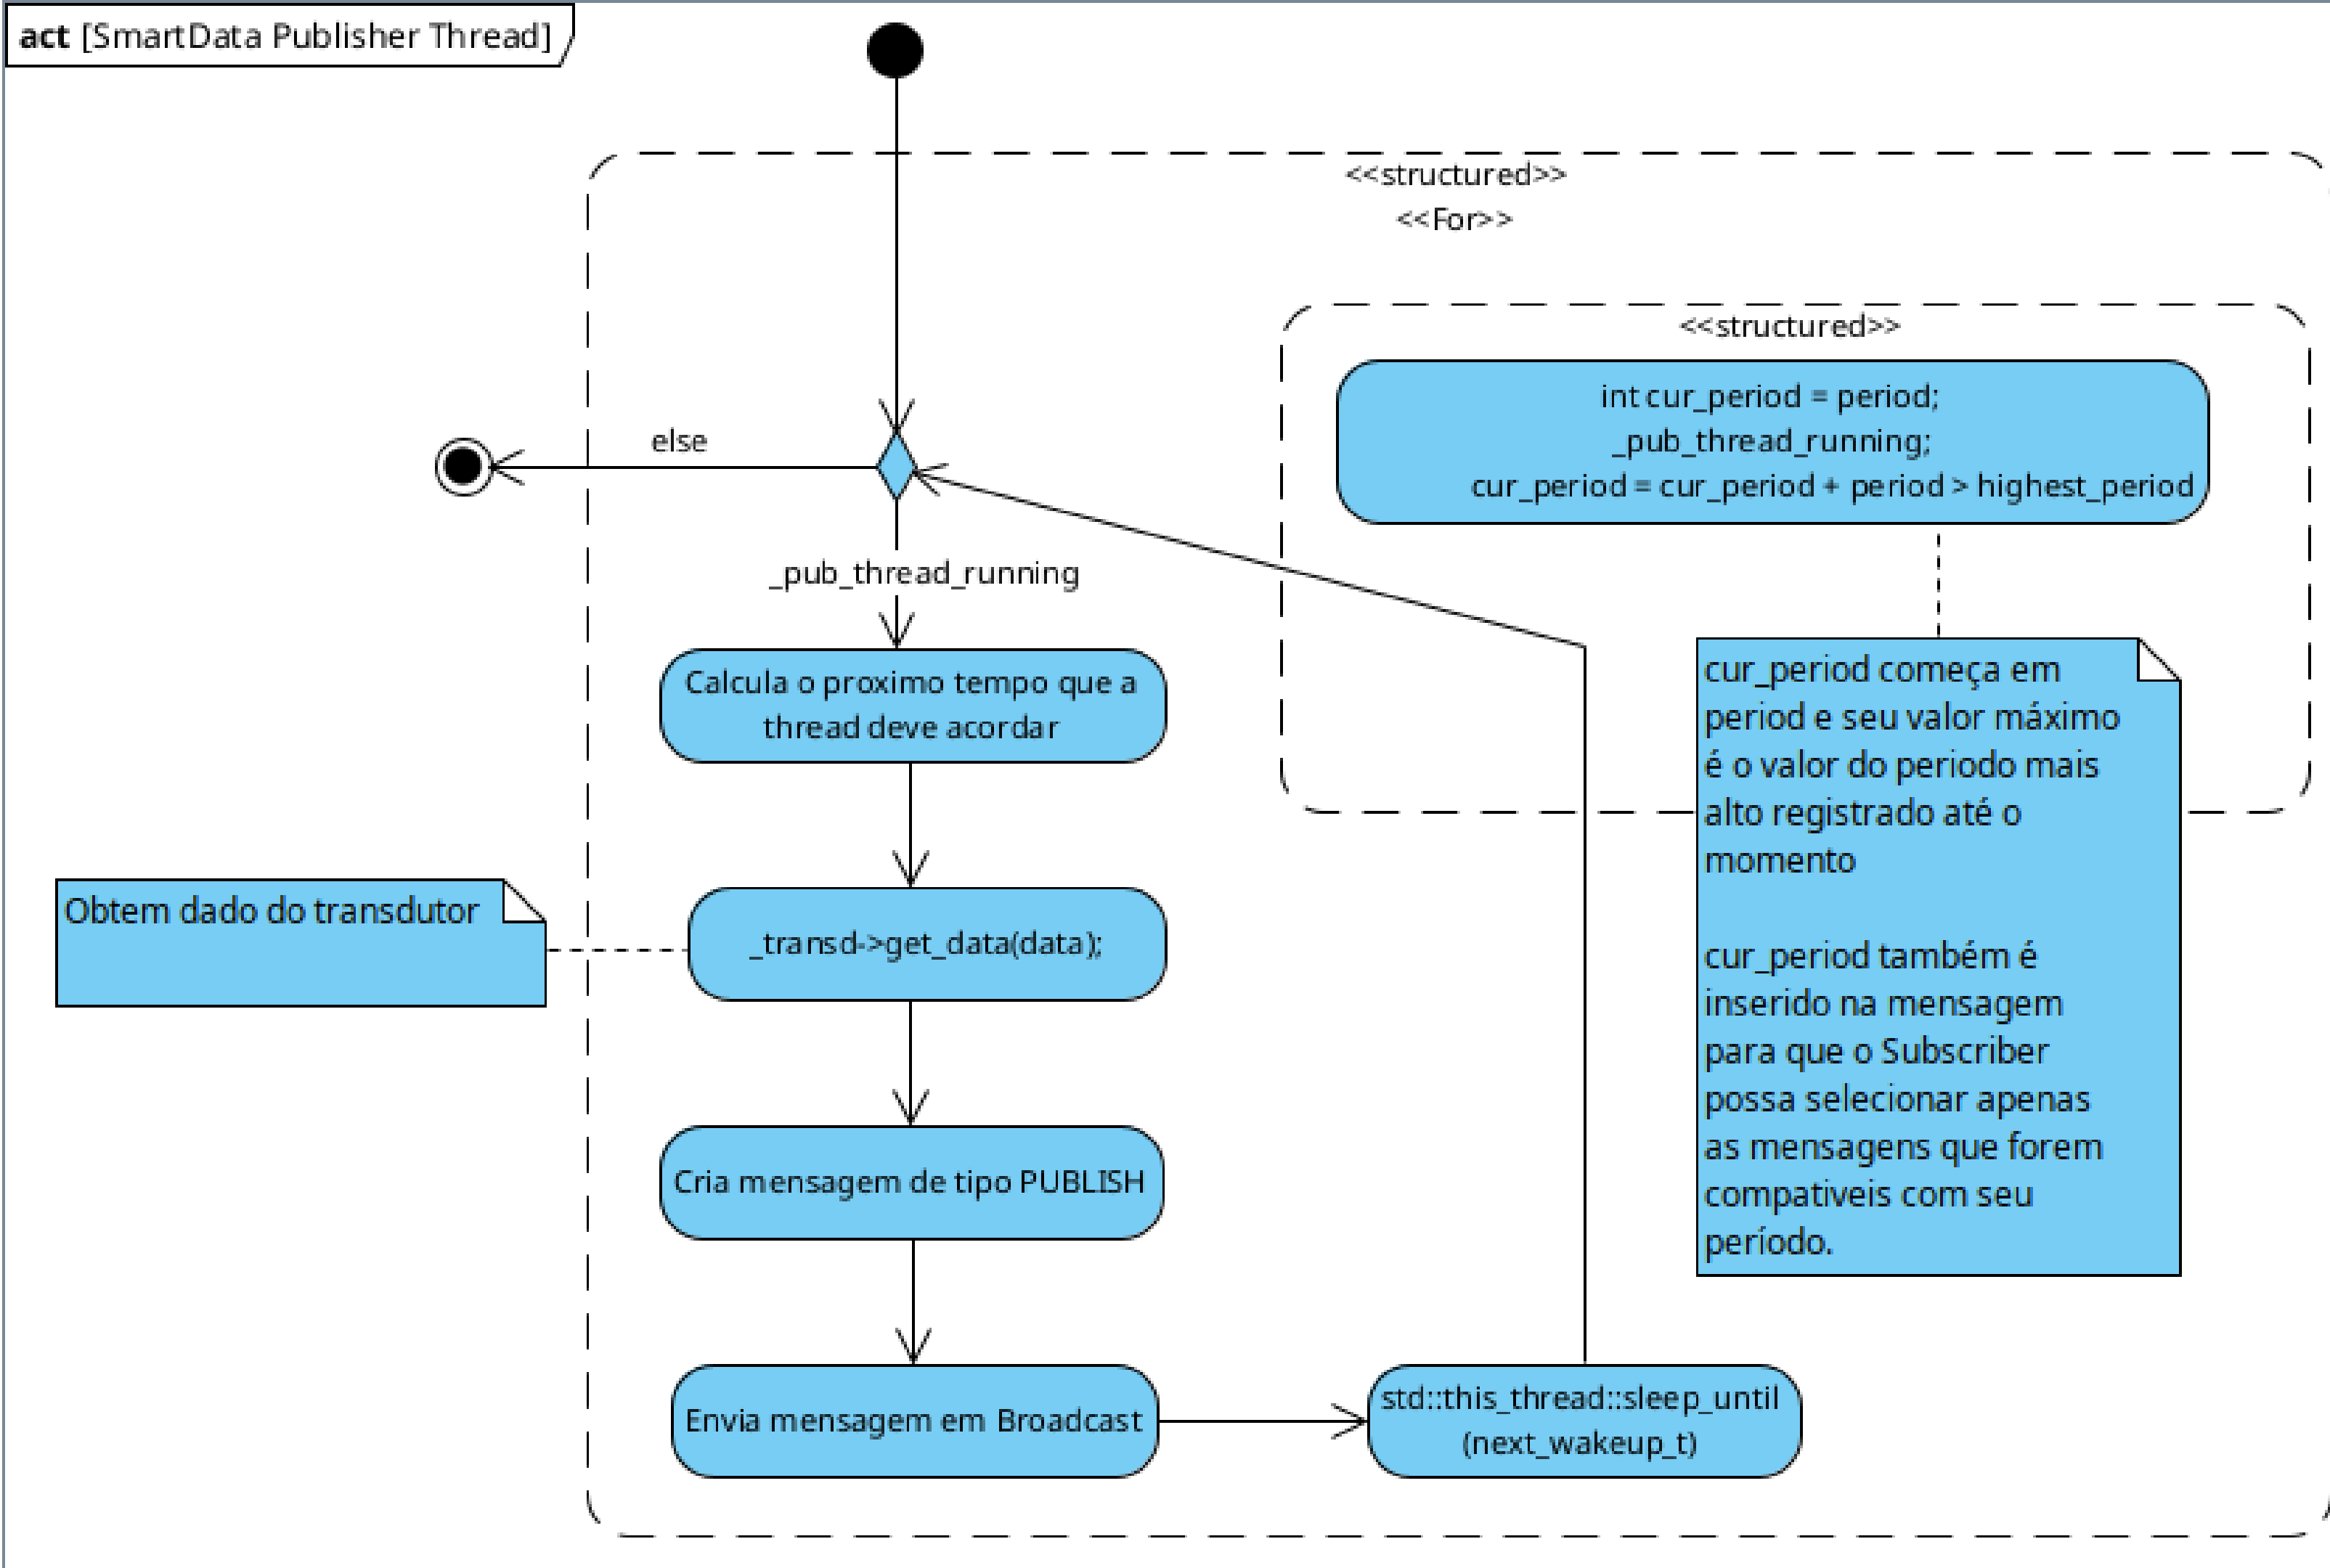 act [SmartData Publisher Thread]
<<structured>>
<<For>>
<<structured>>
int cur_period = period;
_pub_thread_running;
cur_period = cur_period + period > highest_period
else
_pub_thread_running
Calcula o proximo tempo que a
thread deve acordar
cur_period começa em
period e seu valor máximo
é o valor do periodo mais
alto registrado até o
momento
cur_period também é
inserido na mensagem
para que o Subscriber
possa selecionar apenas
as mensagens que forem
compativeis com seu
período.
Obtem dado do transdutor
_transd->get_data(data);
Cria mensagem de tipo PUBLISH
Envia mensagem em Broadcast
std::this_thread::sleep_until
(next_wakeup_t)